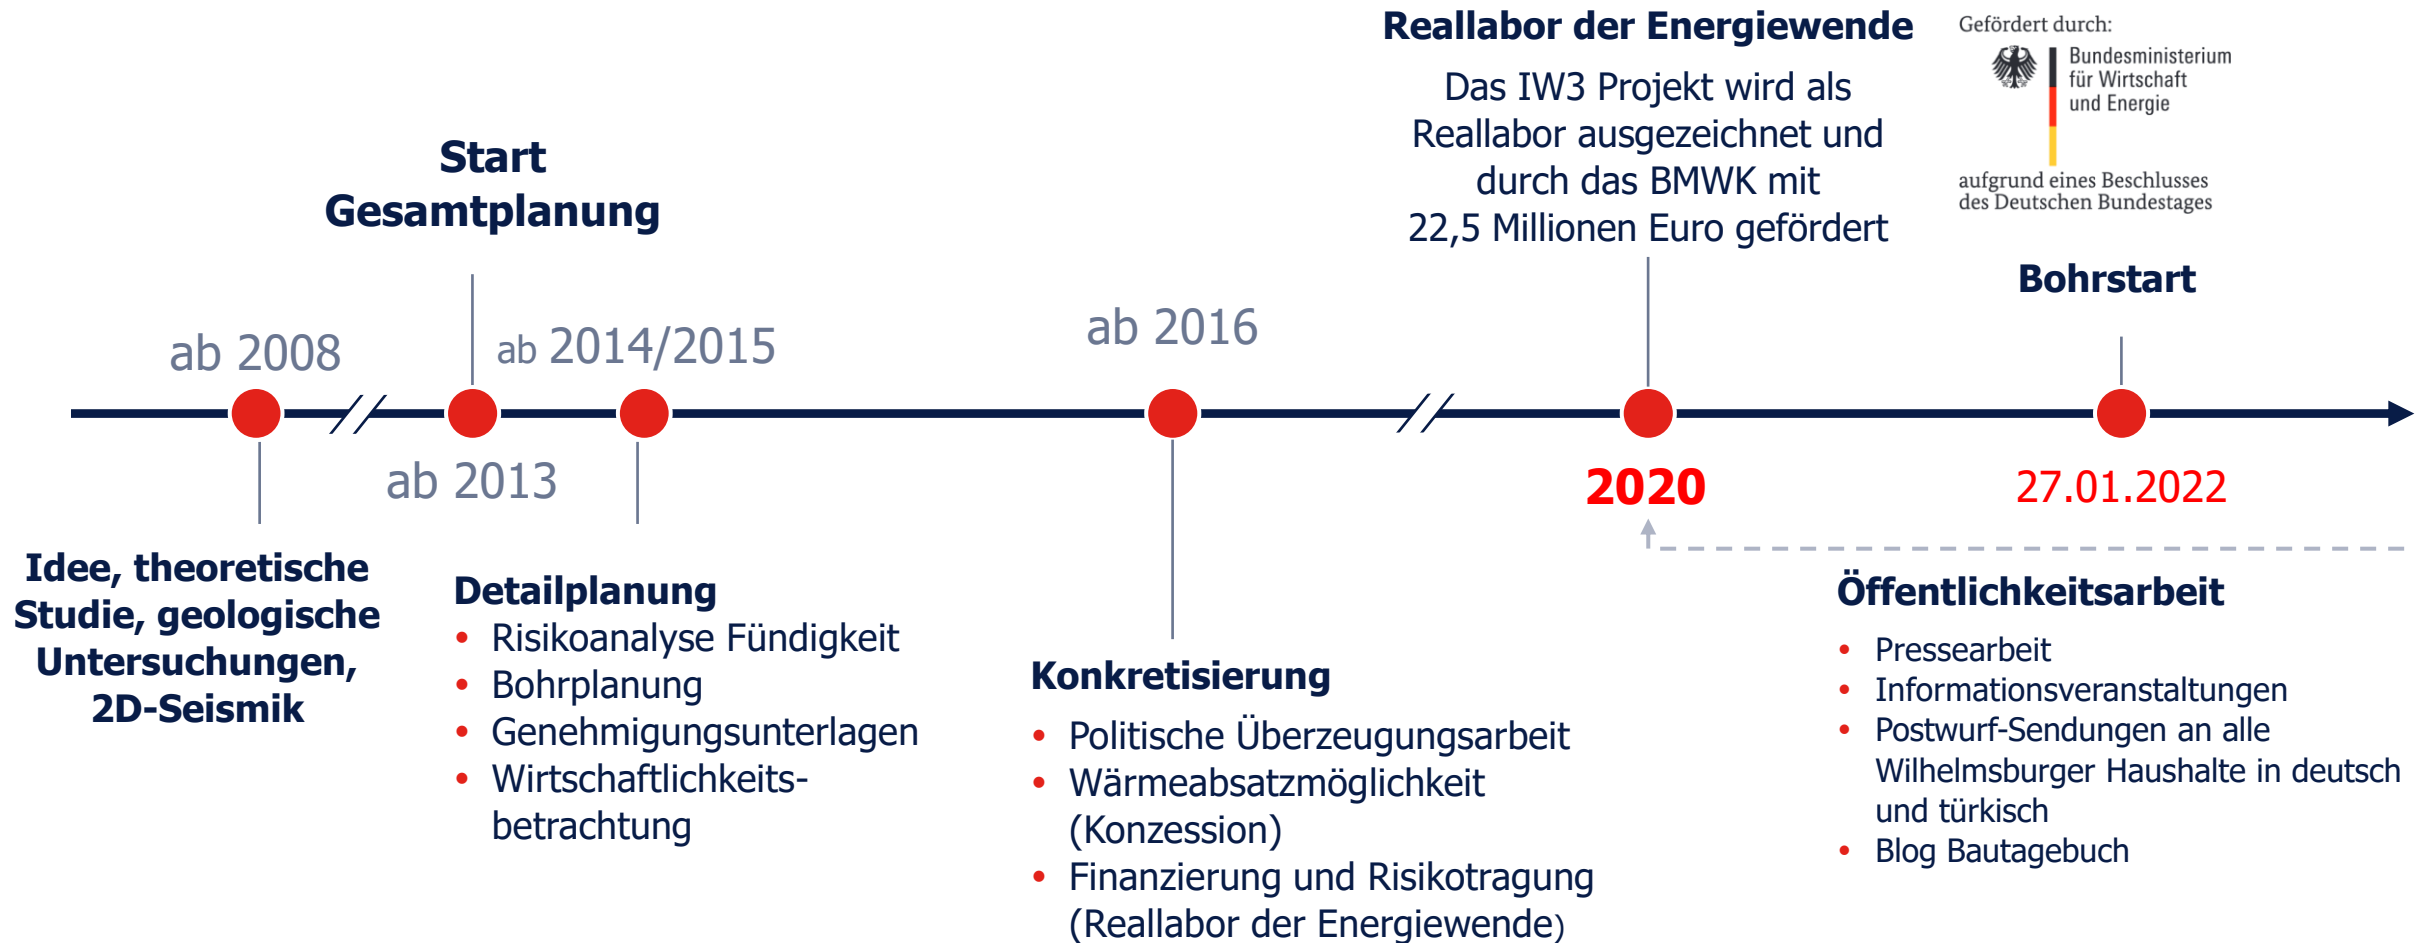 Reallabor der Energiewende
Das IW3 Projekt wird als
Reallabor ausgezeichnet und
durch das BMWK mit
22,5 Millionen Euro gefördert
Gefördert durch:
Bundesministerium
für Wirtschaft
und Energie
aufgrund eines Beschlusses
des Deutschen Bundestages
Start
Gesamtplanung
Bohrstart
ab 2008
ab 2014/2015
ab 2016
ab 2013
2020
27.01.2022
Idee, theoretische
Studie, geologische
Untersuchungen,
2D-Seismik
Detailplanung
• Risikoanalyse Fündigkeit
• Bohrplanung
• Genehmigungsunterlagen
• Wirtschaftlichkeits-
betrachtung
Konkretisierung
• Politische Überzeugungsarbeit
• Wärmeabsatzmöglichkeit
(Konzession)
• Finanzierung und Risikotragung
(Reallabor der Energiewende)
Öffentlichkeitsarbeit
• Pressearbeit
• Informationsveranstaltungen
• Postwurf-Sendungen an alle
Wilhelmsburger Haushalte in deutsch
und türkisch
• Blog Bautagebuch